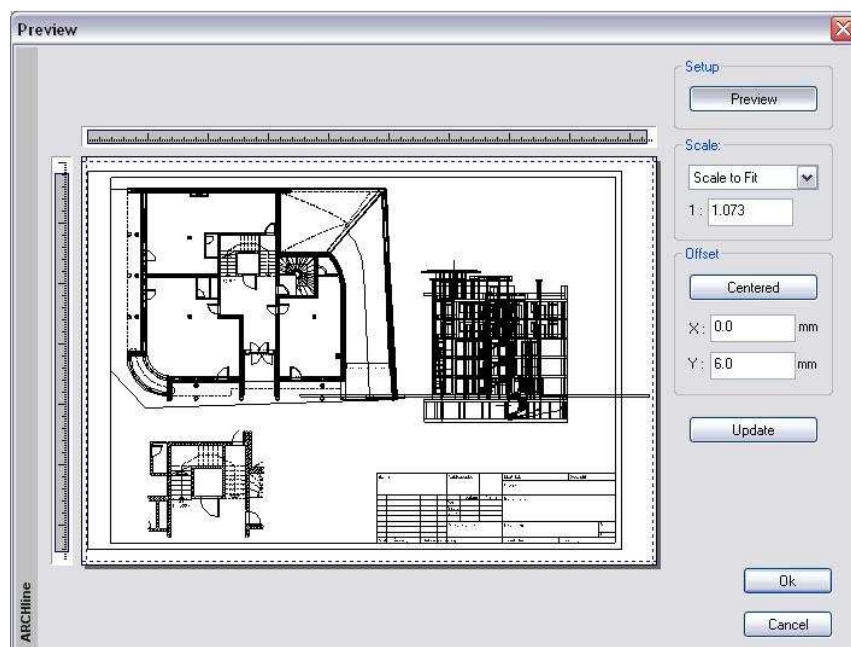 Preview
Setup
Preview
Scale:
Scale to Fit
1 : 1.073
Offset
Centered
X : 0.0 mm
Y : 6.0 mm
Update
Ok
Cancel
ARCHline